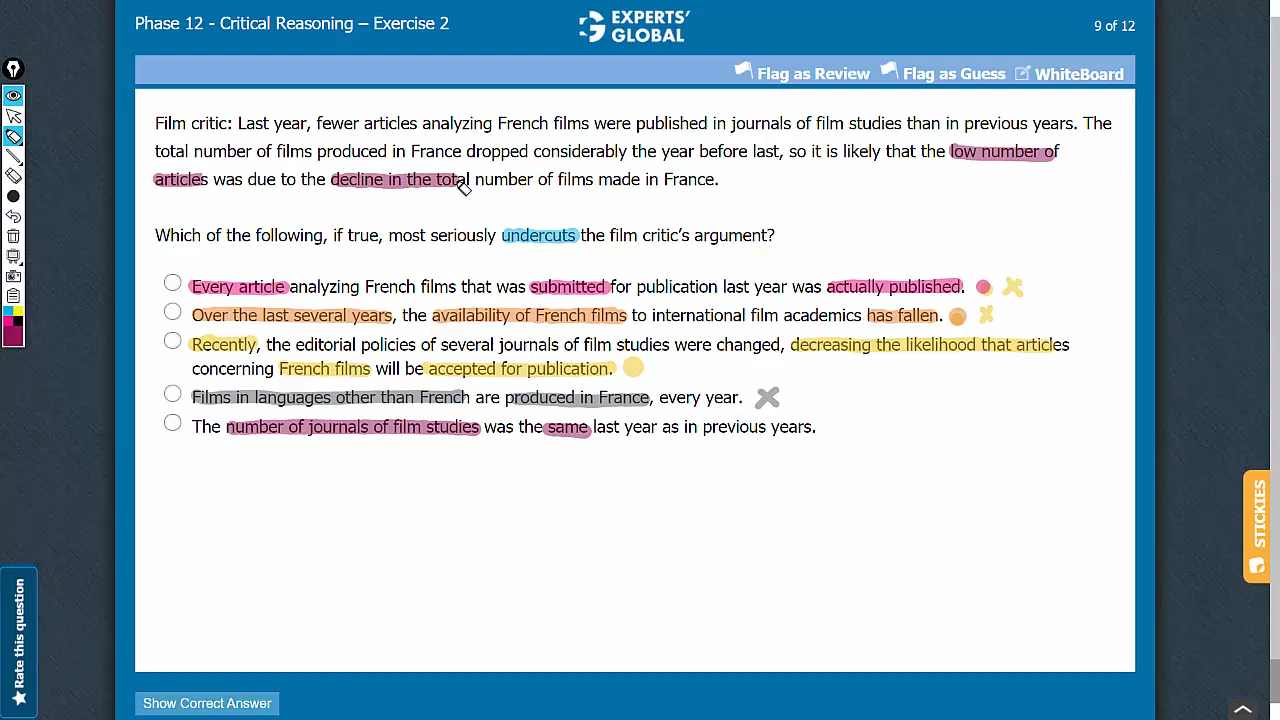 Phase 12 - Critical Reasoning – Exercise 2
EXPERTS'
GLOBAL
9 of 12
Flag as Review
Flag as Guess
WhiteBoard
Film critic: Last year, fewer articles analyzing French films were published in journals of film studies than in previous years. The
total number of films produced in France dropped considerably the year before last, so it is likely that the low number of
articles was due to the decline in the total number of films made in France.
Which of the following, if true, most seriously undercuts the film critic's argument?
Every article analyzing French films that was submitted for publication last year was actually published.
Over the last several years, the availability of French films to international film academics has fallen.
Recently, the editorial policies of several journals of film studies were changed, decreasing the likelihood that articles
concerning French films will be accepted for publication.
Films in languages other than French are produced in France, every year.
The number of journals of film studies was the same last year as in previous years.
STICKIES
Rate this question
Show Correct Answer